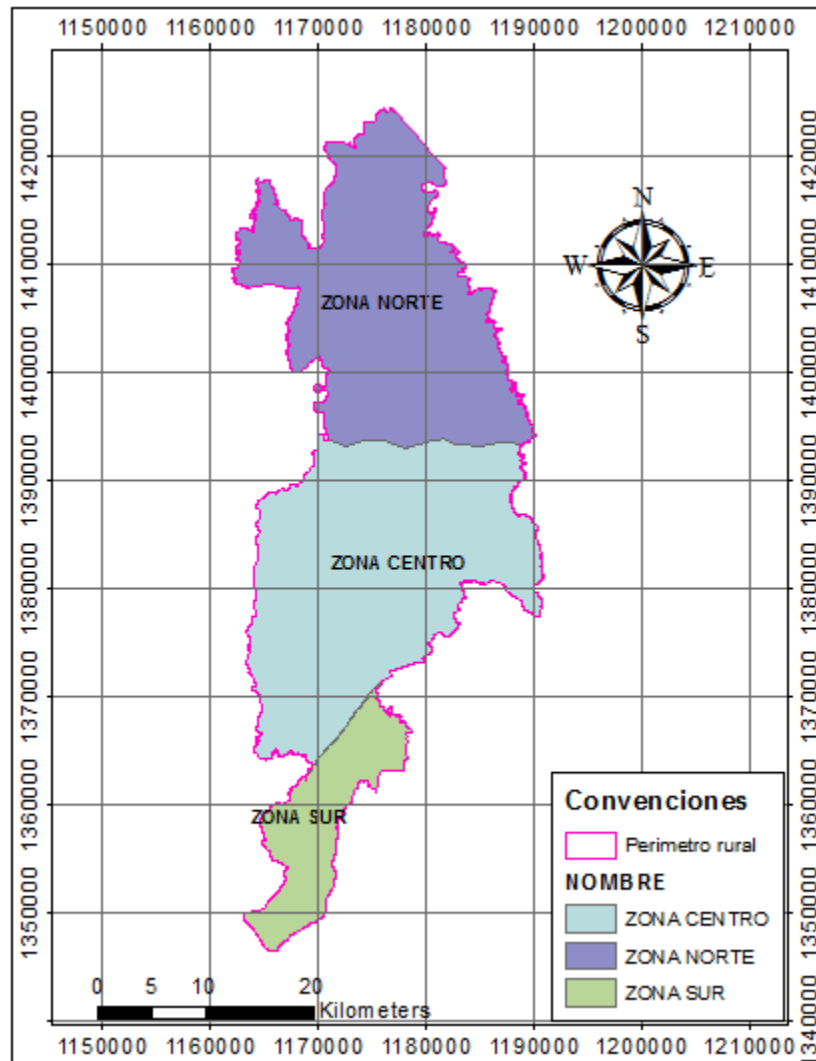 1150000 1160000 1170000 1180000 1190000 1200000 1210000
1420000 1420000
N
W E
S
1410000 1410000
ZONA NORTE
1400000 1400000
1390000 1390000
ZONA CENTRO
1380000 1380000
1370000 1370000
ZONA SUR
1360000 1360000
Convenciones
Perimetro rural
NOMBRE
ZONA CENTRO
ZONA NORTE
ZONA SUR
1350000 1350000
0 5 10 20
Kilometers
1340000
1150000 1160000 1170000 1180000 1190000 1200000 1210000